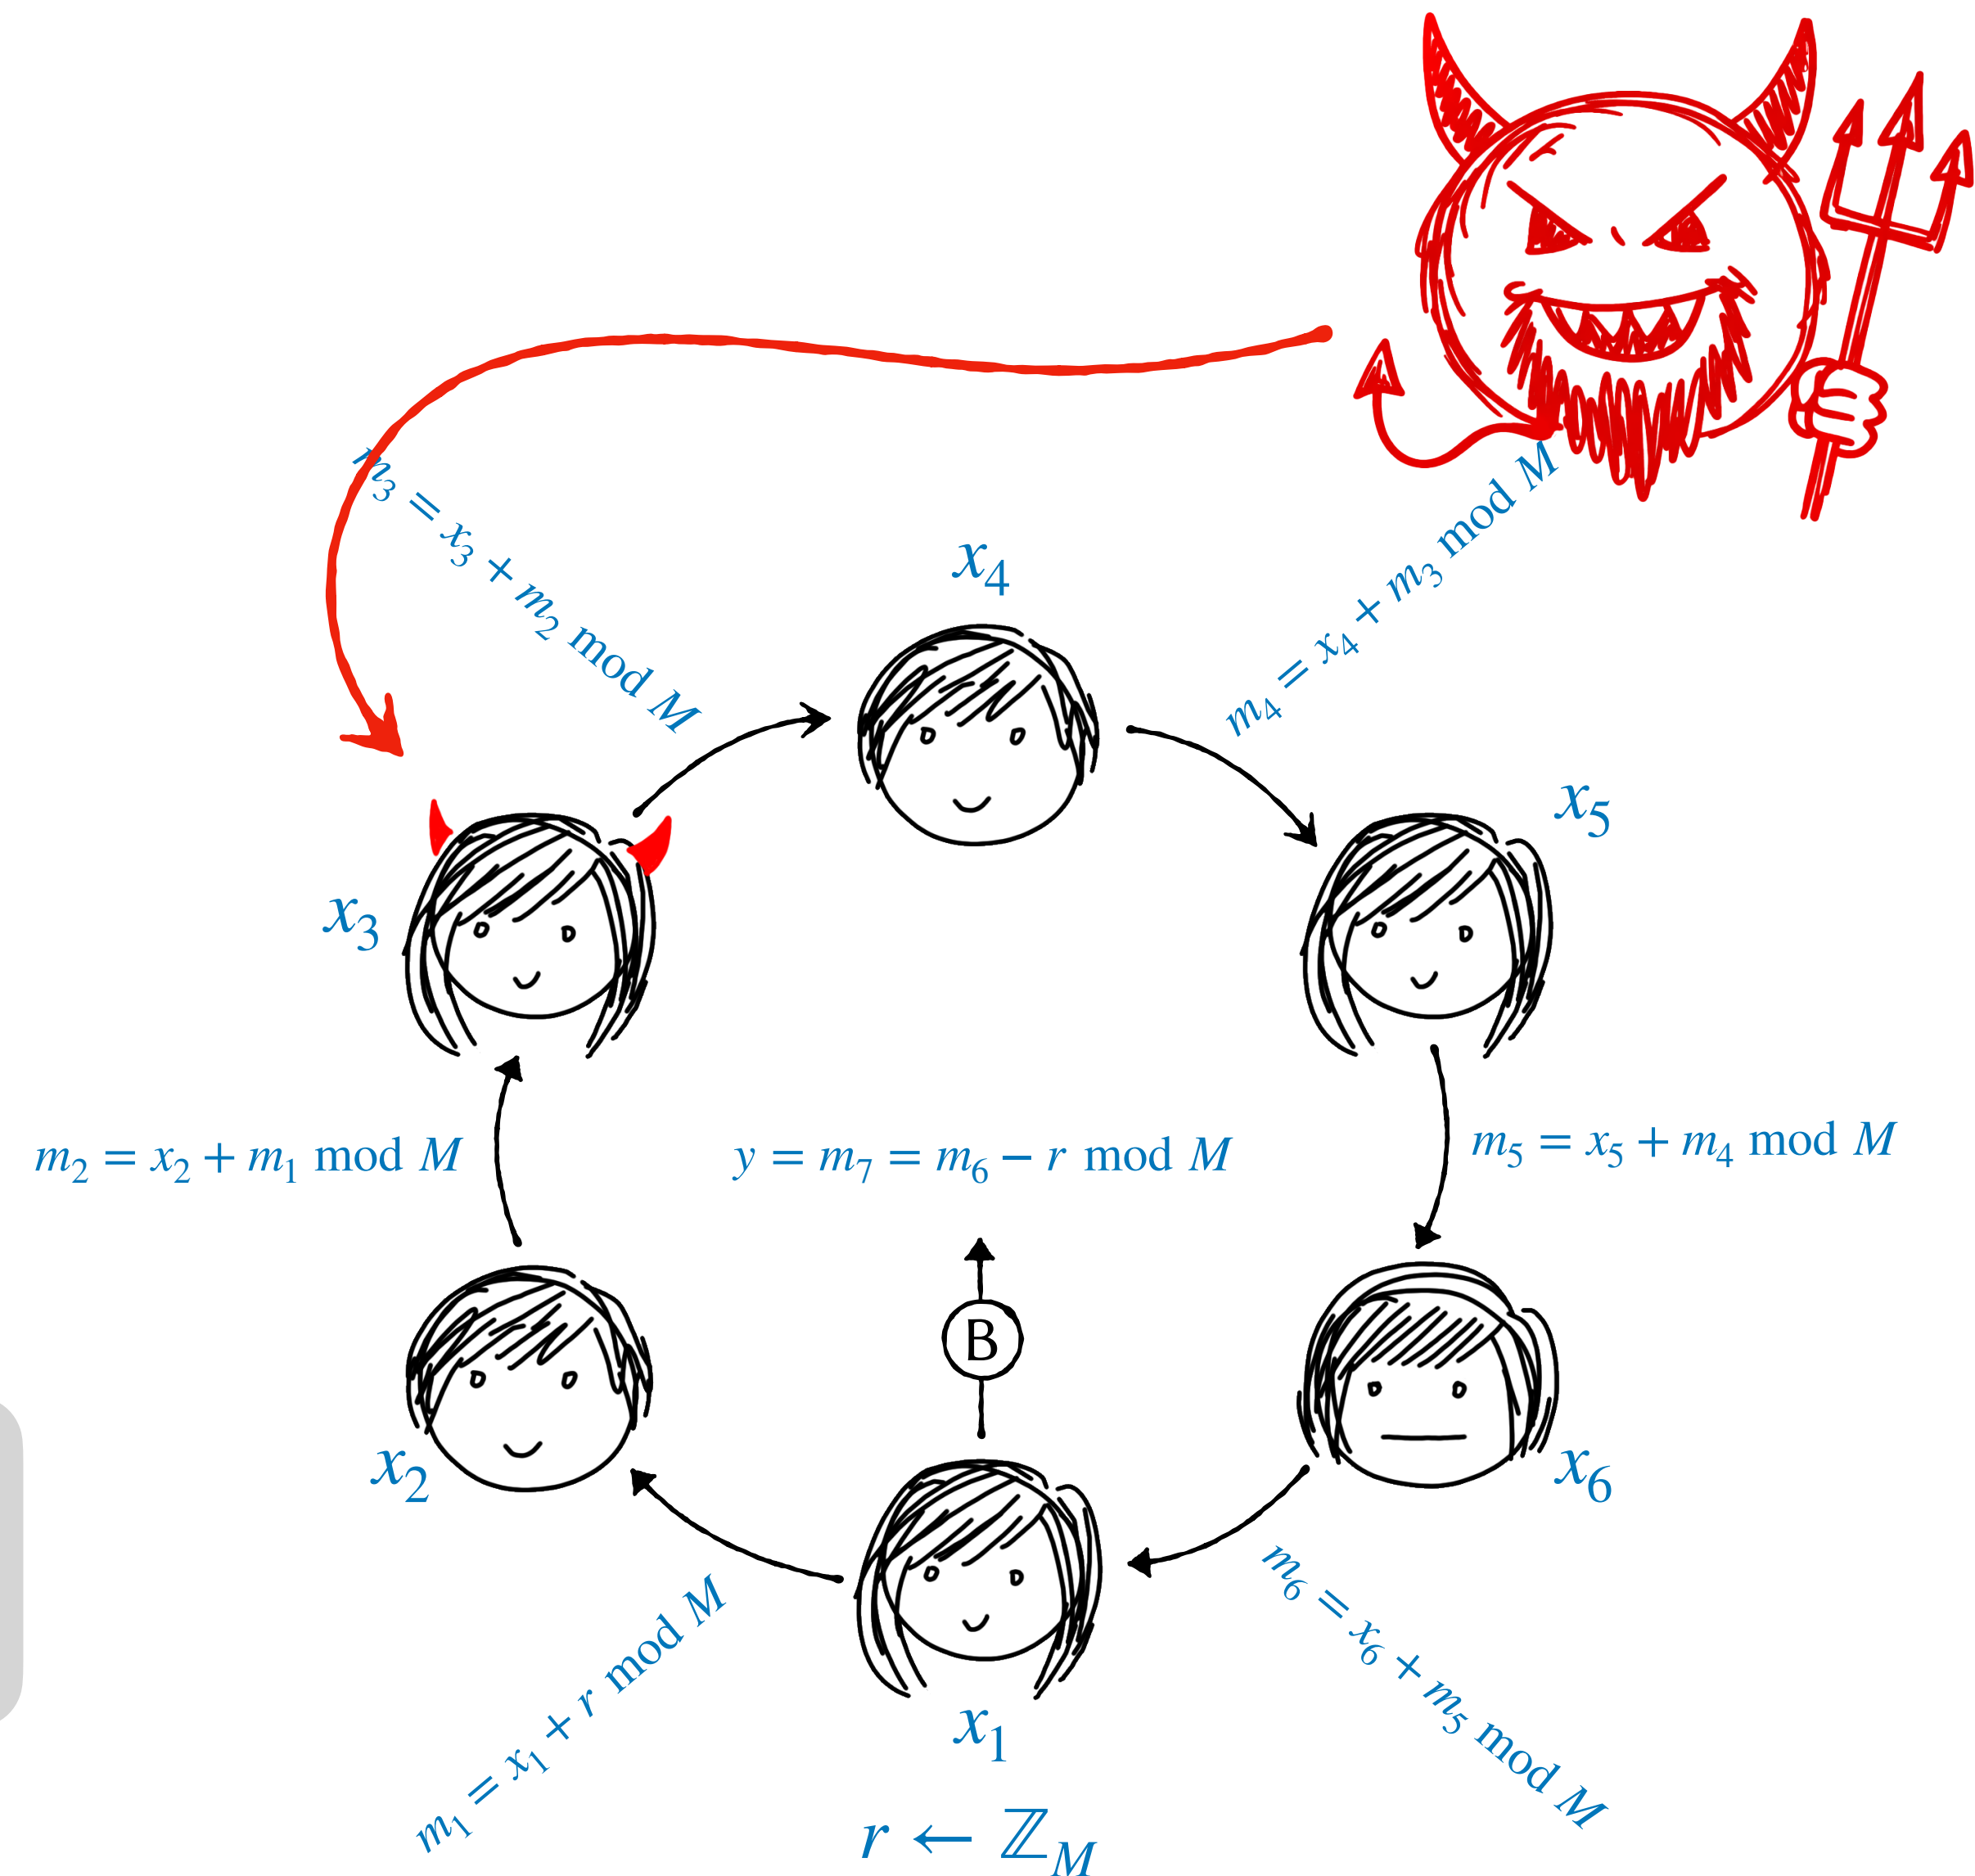 m₃ = x₃ + m₂ mod M
m₄ = x₄ + m₃ mod M
x₄
x₅
x₃
m₂ = x₂ + m₁ mod M
y = m₇ = m₆ − r mod M
m₅ = x₅ + m₄ mod M
B
x₂
x₆
m₁ = x₁ + r mod M
m₆ = x₆ + m₅ mod M
x₁
r ← ℤ_M